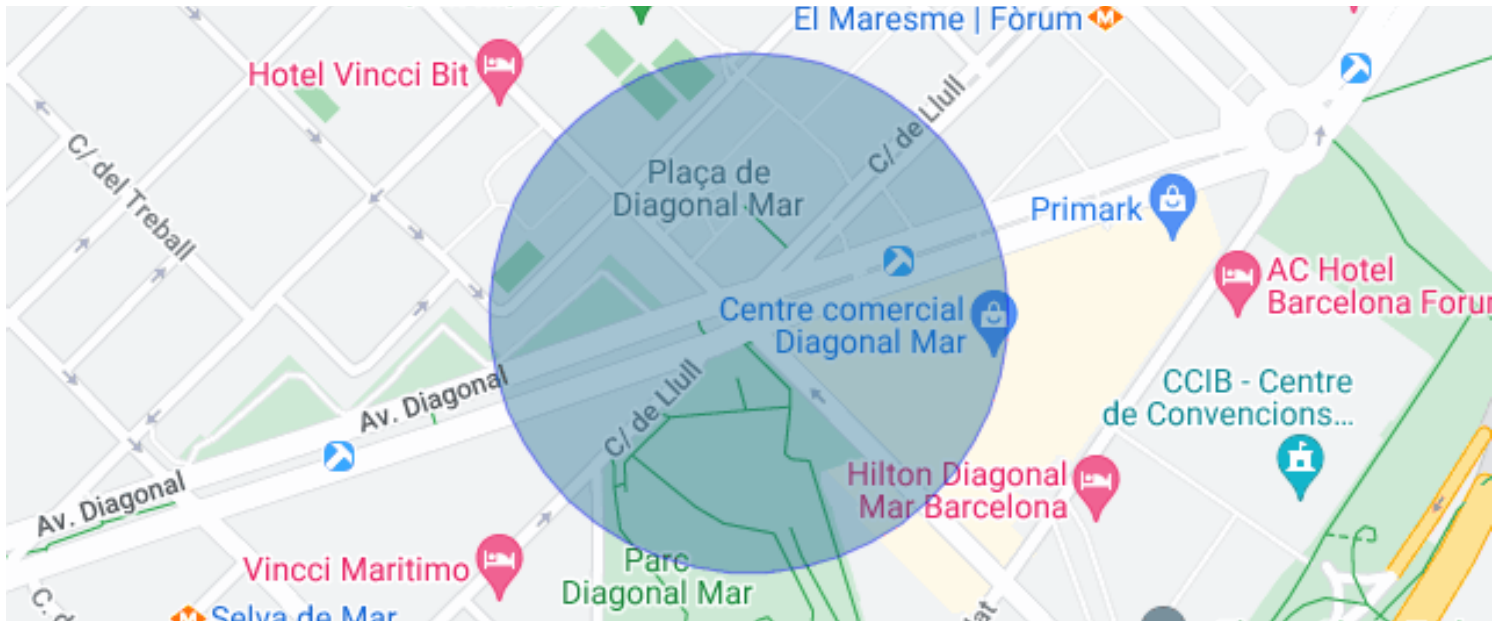 El Maresme | Fòrum
Hotel Vincci Bit
C/ de Llull
C/ del Treball
Plaça de
Diagonal Mar
Primark
AC Hotel
Barcelona Forum
Centre comercial
Diagonal Mar
Av. Diagonal
C/ de Llull
CCIB - Centre
de Convencions...
Hilton Diagonal
Mar Barcelona
Av. Diagonal
Vincci Maritimo
Parc
Diagonal Mar
Selva de Mar